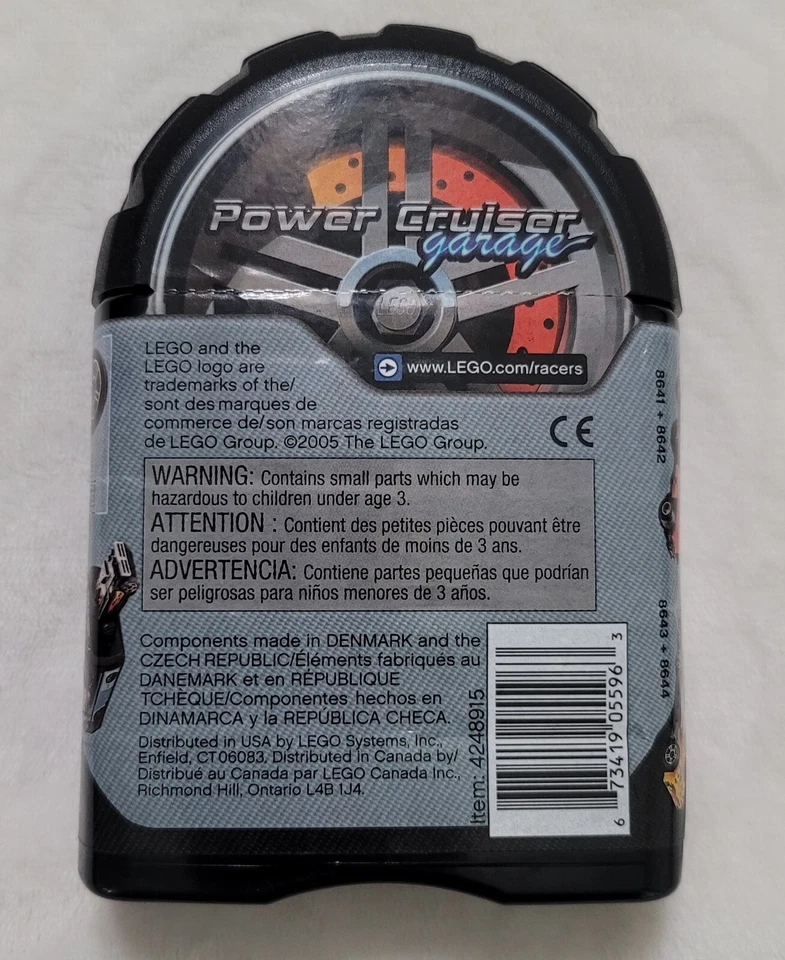 Power Cruiser
garage
LEGO
www.LEGO.com/racers
LEGO and the
LEGO logo are
trademarks of the/
sont des marques de
commerce de/son marcas registradas
de LEGO Group. ©2005 The LEGO Group.
CE
8641 + 8642
WARNING: Contains small parts which may be
hazardous to children under age 3.
ATTENTION : Contient des petites pièces pouvant être
dangereuses pour des enfants de moins de 3 ans.
ADVERTENCIA: Contiene partes pequeñas que podrían
ser peligrosas para niños menores de 3 años.
8643 + 8644
Components made in DENMARK and the
CZECH REPUBLIC/Éléments fabriqués au
DANEMARK et en RÉPUBLIQUE
TCHÈQUE/Componentes hechos en
DINAMARCA y la REPÚBLICA CHECA.
Distributed in USA by LEGO Systems, Inc.,
Enfield, CT06083. Distributed in Canada by/
Distribué au Canada par LEGO Canada Inc.,
Richmond Hill, Ontario L4B 1J4.
Item: 4248915
6 73419 05596 3